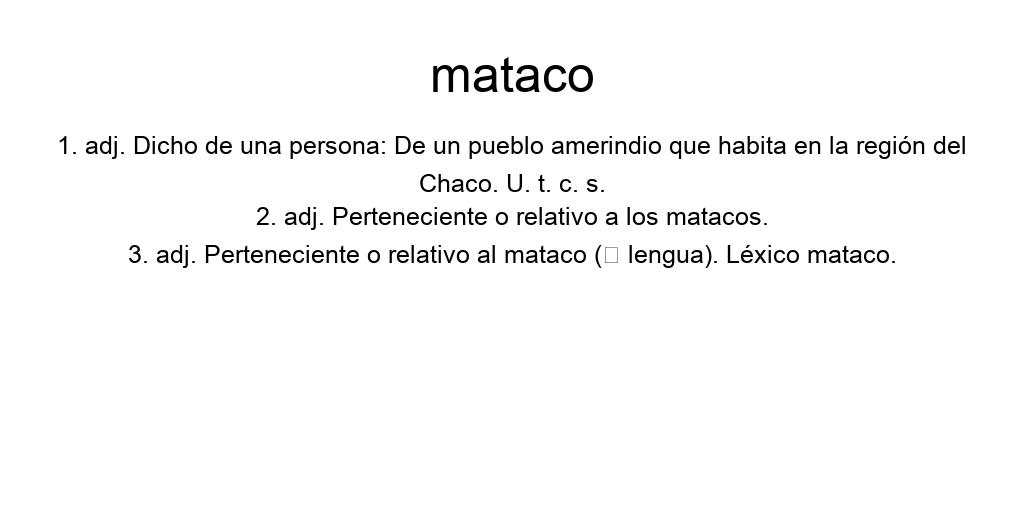 mataco
1. adj. Dicho de una persona: De un pueblo amerindio que habita en la región del
Chaco. U. t. c. s.
2. adj. Perteneciente o relativo a los matacos.
3. adj. Perteneciente o relativo al mataco (□ lengua). Léxico mataco.